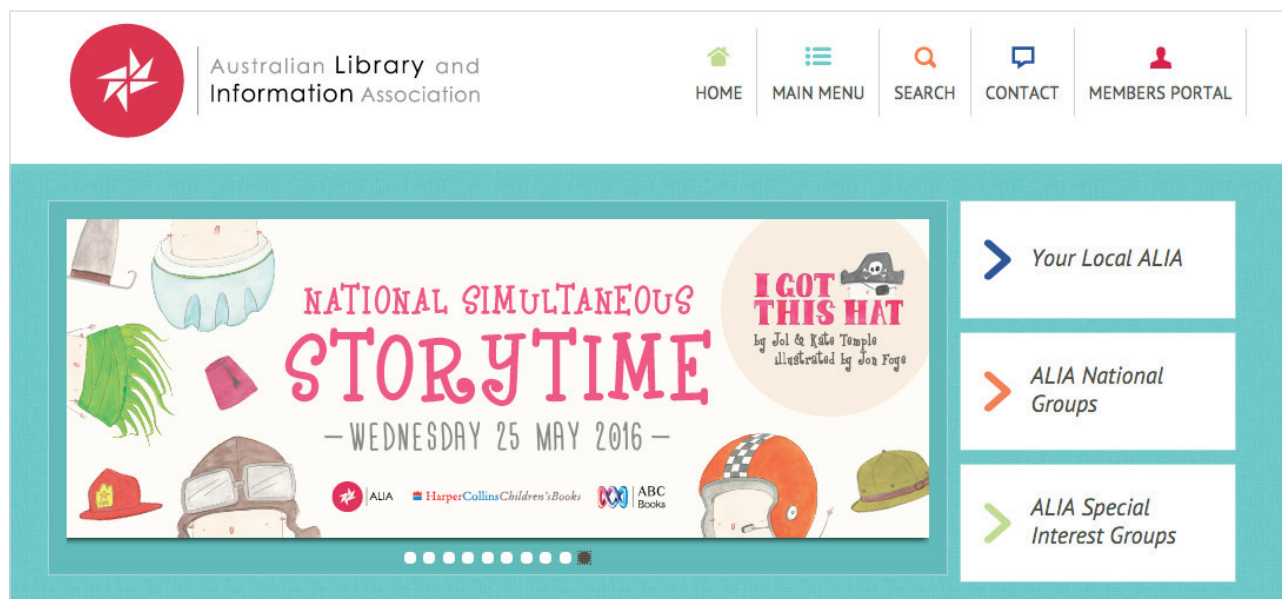 Australian Library and
Information Association
HOME
MAIN MENU
SEARCH
CONTACT
MEMBERS PORTAL
NATIONAL SIMULTANEOUS
STORYTIME
— WEDNESDAY 25 MAY 2016 —
I GOT
THIS HAT
by Jol & Kate Temple
illustrated by Jon Foye
ALIA
HarperCollinsChildren'sBooks
ABC
Books
Your Local ALIA
ALIA National
Groups
ALIA Special
Interest Groups